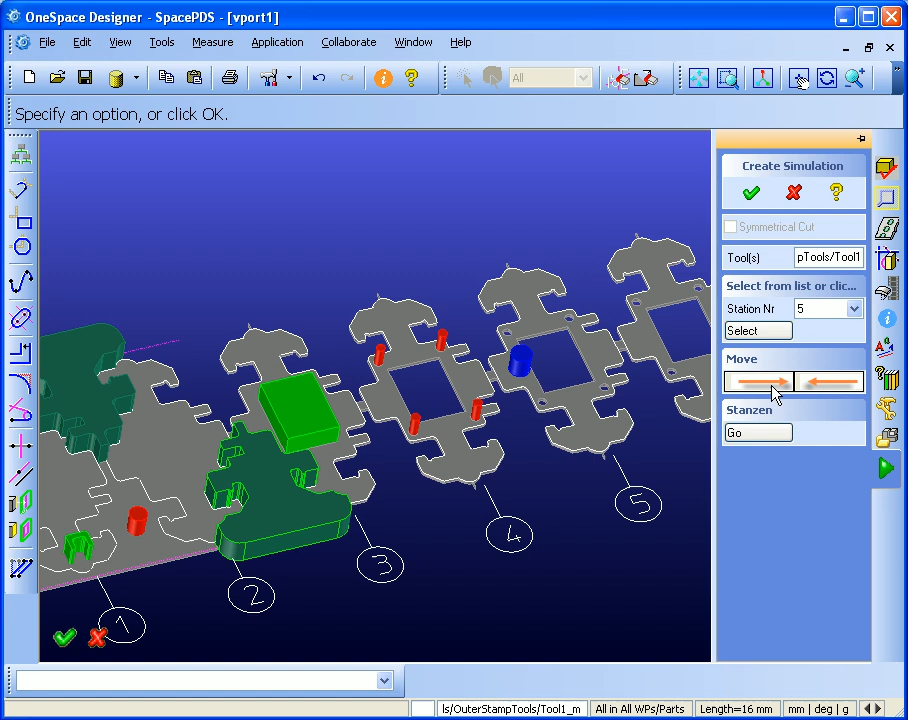 OneSpace Designer - SpacePDS - [vport1]
File Edit View Tools Measure Application Collaborate Window Help
All
Specify an option, or click OK.
Create Simulation
Symmetrical Cut
Tool(s) pTools/Tool1
Select from list or clic...
Station Nr 5
Select
Move
Stanzen
Go
5
4
3
2
1
ls/OuterStampTools/Tool1_m All in All WPs/Parts Length=16 mm mm | deg | g